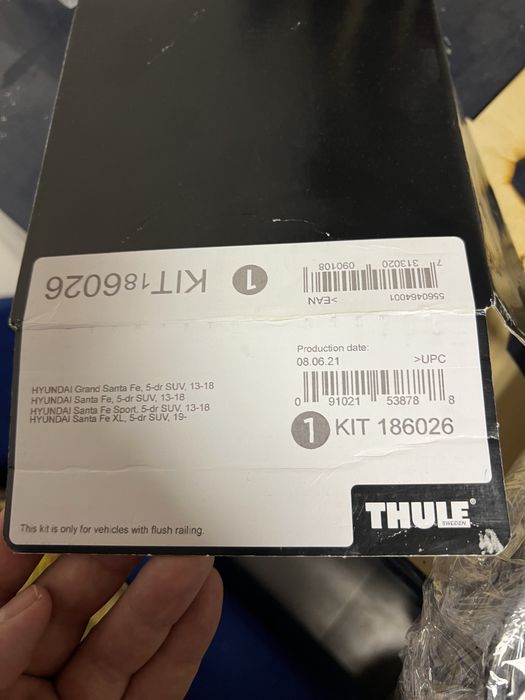 KIT186026 1
7 313020 090108
>EAN
5560464001
Production date:
08.06.21 >UPC
HYUNDAI Grand Santa Fe, 5-dr SUV, 13-18
HYUNDAI Santa Fe, 5-dr SUV, 13-18
HYUNDAI Santa Fe Sport, 5-dr SUV, 13-18
HYUNDAI Santa Fe XL, 5-dr SUV, 19-
0 91021 53878 8
1 KIT 186026
THULE®
SWEDEN
This kit is only for vehicles with flush railing.